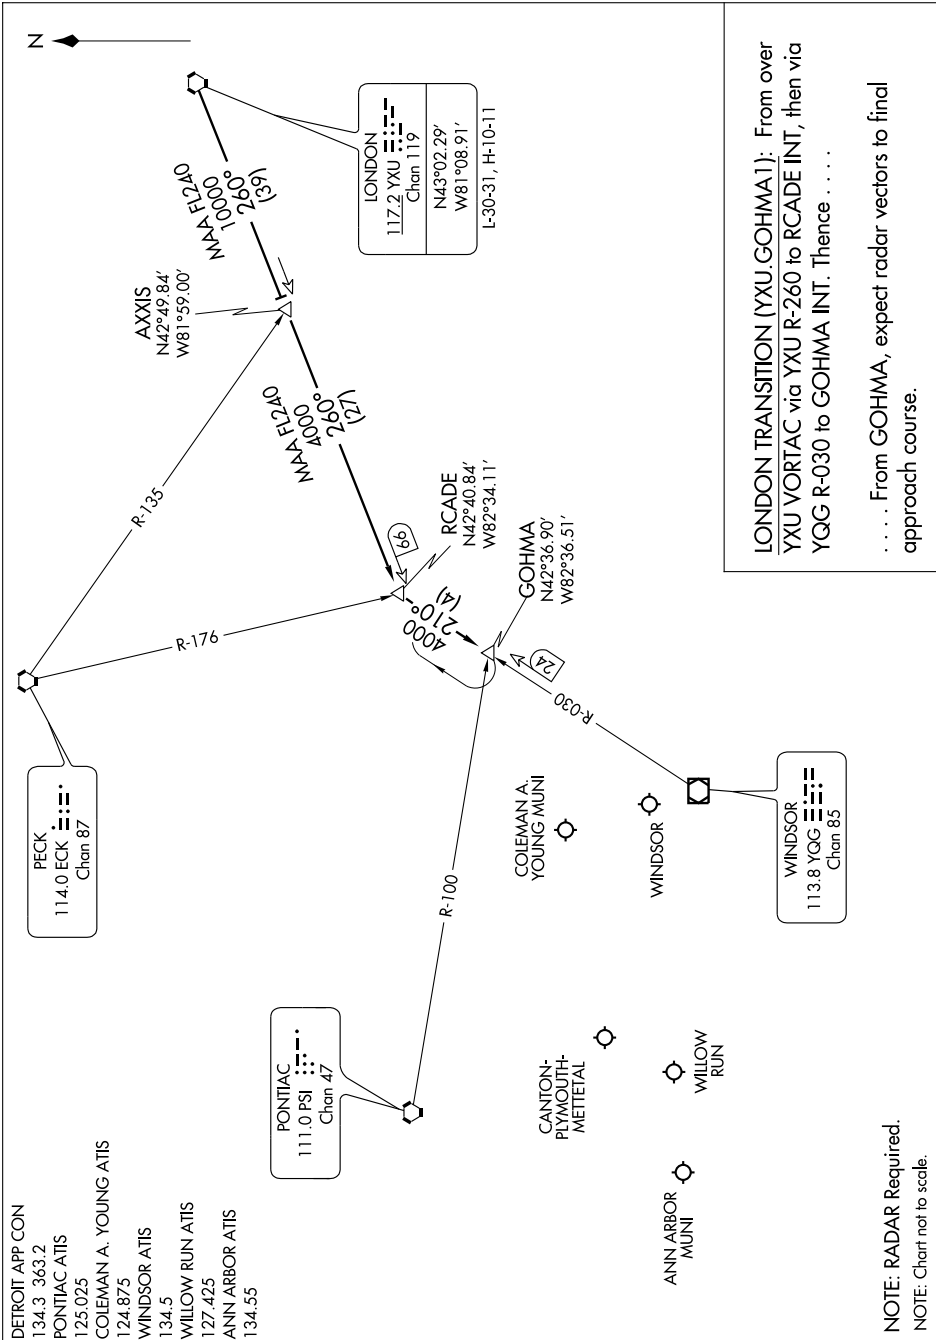 DETROIT APP CON
134.3 363.2
PONTIAC ATIS
125.025
COLEMAN A. YOUNG ATIS
124.875
WINDSOR ATIS
134.5
WILLOW RUN ATIS
127.425
ANN ARBOR ATIS
134.55
PECK
114.0 ECK
Chan 87
N
R-135
R-176
AXXIS
N42°49.84'
W81°59.00'
MAA FL240
10000
260°
(39)
LONDON
117.2 YXU
Chan 119
N43°02.29'
W81°08.91'
L-30-31, H-10-11
MAA FL240
4000
260°
(27)
66
RCADE
N42°40.84'
W82°34.11'
4000
210°
(4)
GOHMA
N42°36.90'
W82°36.51'
24
R-030
PONTIAC
111.0 PSI
Chan 47
R-100
COLEMAN A.
YOUNG MUNI
WINDSOR
WINDSOR
113.8 YQG
Chan 85
CANTON-
PLYMOUTH-
METTETAL
WILLOW
RUN
ANN ARBOR
MUNI
LONDON TRANSITION (YXU.GOHMA1): From over
YXU VORTAC via YXU R-260 to RCADE INT, then via
YQG R-030 to GOHMA INT. Thence . . . .
. . . . From GOHMA, expect radar vectors to final
approach course.
NOTE: RADAR Required.
NOTE: Chart not to scale.